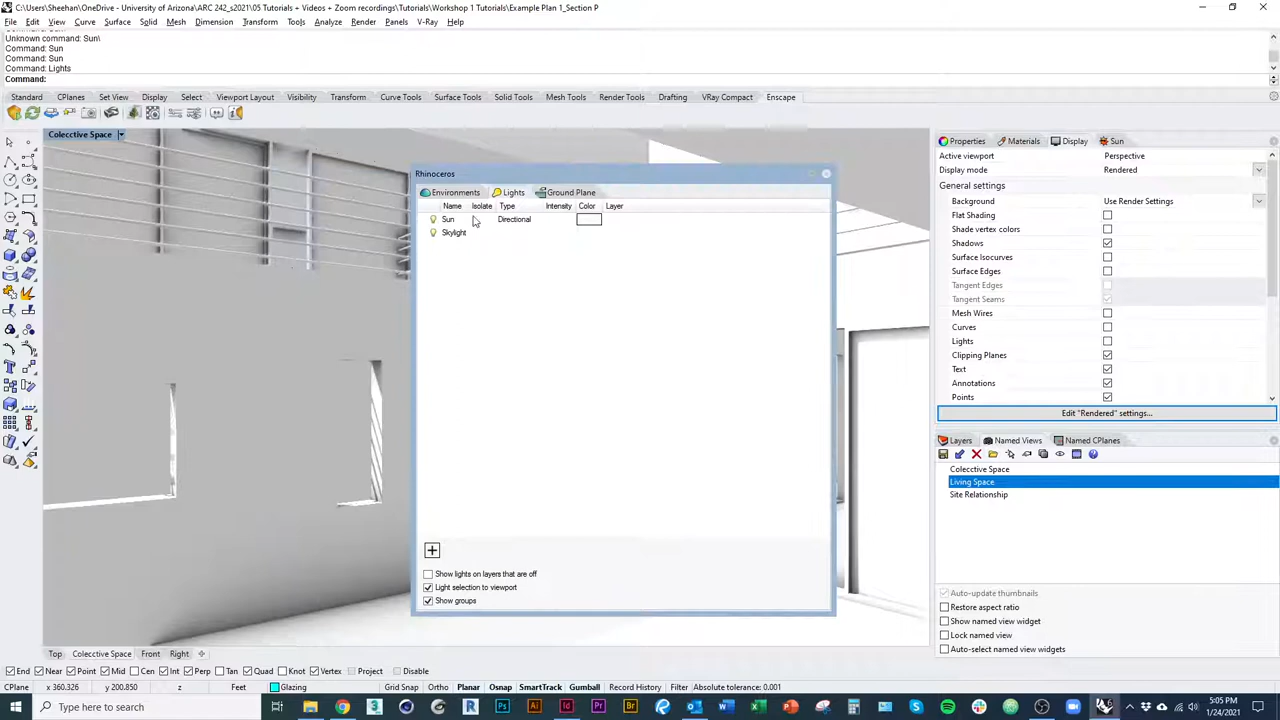 C:\Users\Sheehan\OneDrive - University of Arizona\ARC 242_s2021\05 Tutorials + Videos + Zoom recordings\Tutorials\Workshop 1 Tutorials\Example Plan 1_Section P
File Edit View Curve Surface Solid Mesh Dimension Transform Tools Analyze Render Panels V-Ray Help
Unknown command: Sun\
Command: Sun
Command: Sun
Command: Lights
Command:
Standard CPlanes Set View Display Select Viewport Layout Visibility Transform Curve Tools Surface Tools Solid Tools Mesh Tools Render Tools Drafting VRay Compact Enscape
Colecctive Space
Rhinoceros
Environments Lights Ground Plane
Name Isolate Type Intensity Color Layer
Sun Directional
Skylight
Show lights on layers that are off
Light selection to viewport
Show groups
Properties Materials Display Sun
Active viewport Perspective
Display mode Rendered
General settings
Background Use Render Settings
Flat Shading
Shade vertex colors
Shadows
Surface Isocurves
Surface Edges
Tangent Edges
Tangent Seams
Mesh Wires
Curves
Lights
Clipping Planes
Text
Annotations
Points
Edit "Rendered" settings...
Layers Named Views Named CPlanes
Colecctive Space
Living Space
Site Relationship
Auto-update thumbnails
Restore aspect ratio
Show named view widget
Lock named view
Auto-select named view widgets
Top Colecctive Space Front Right
End Near Point Mid Cen Int Perp Tan Quad Knot Vertex Project Disable
CPlane x 360.326 y 200.850 z Feet Glazing Grid Snap Ortho Planar Osnap SmartTrack Gumball Record History Filter Absolute tolerance: 0.001
Type here to search
5:05 PM
1/24/2021